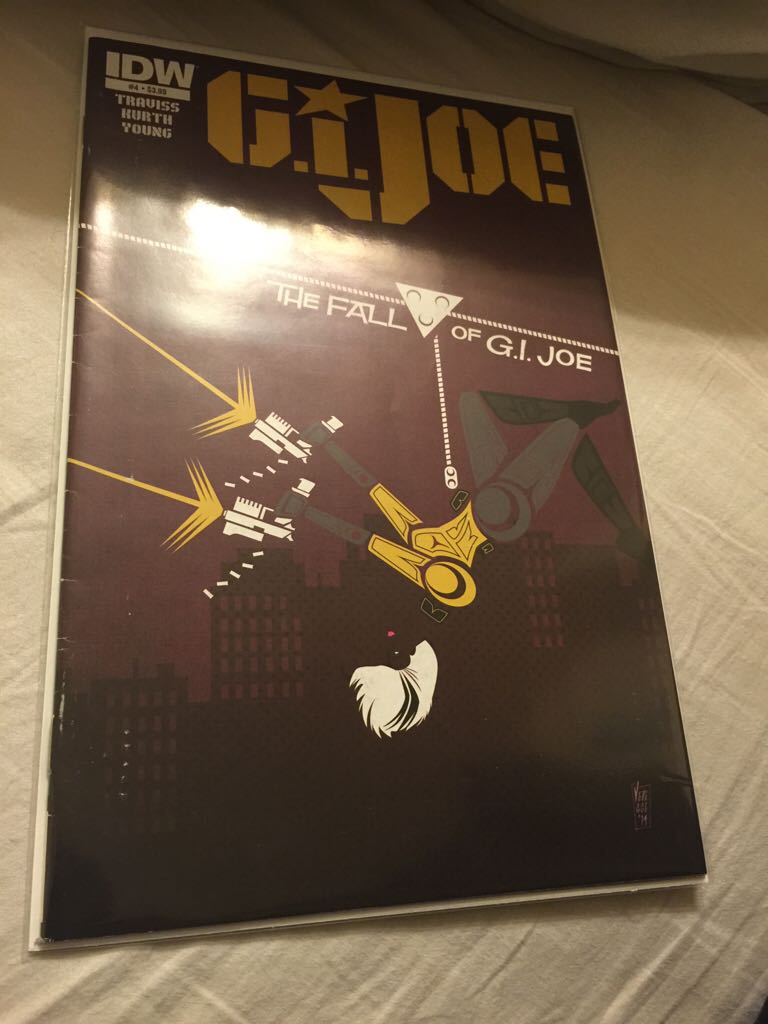 IDW
#4 • $3.99
TRAVISS
KURTH
YOUNG
G.I. JOE
THE FALL OF G.I. JOE